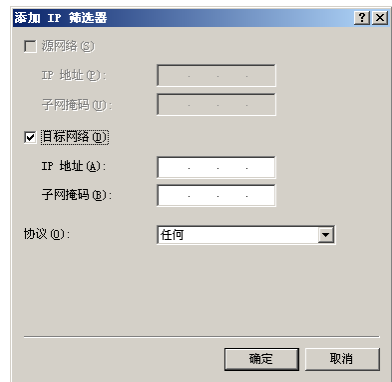 添加 IP 筛选器
源网络(S)
IP 地址(P):
子网掩码(U):
目标网络(D)
IP 地址(A):
子网掩码(B):
协议(O): 任何
确定 取消